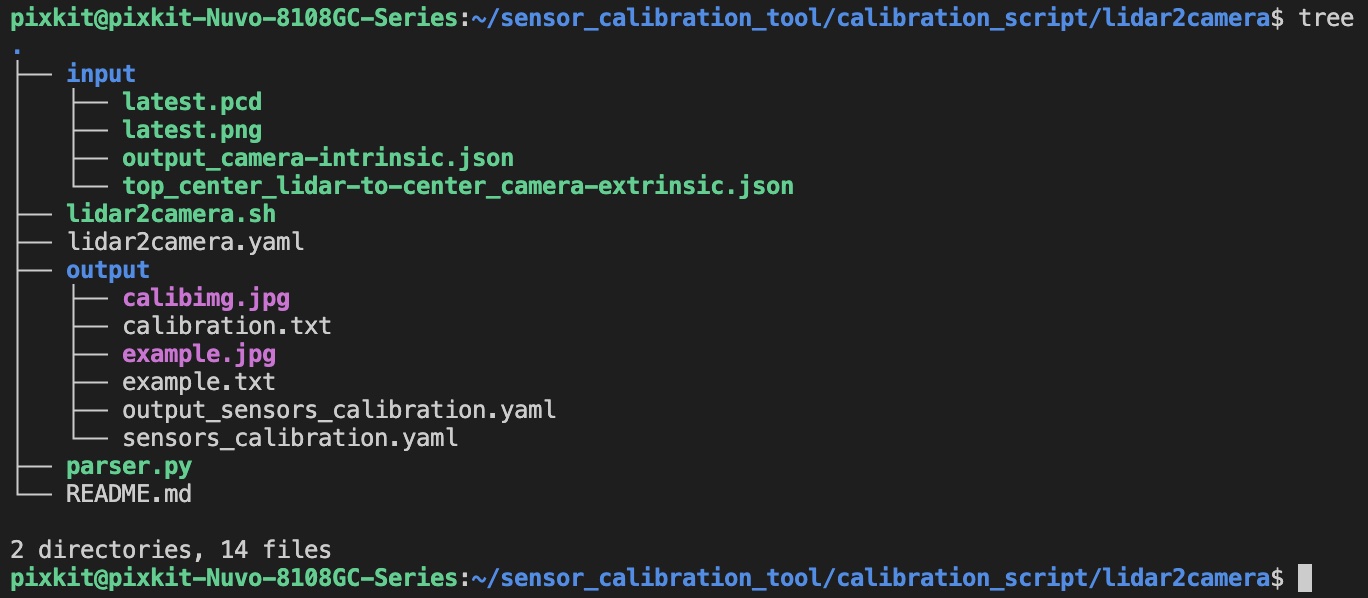 pixkit@pixkit-Nuvo-8108GC-Series:~/sensor_calibration_tool/calibration_script/lidar2camera$ tree
.
├── input
│   ├── latest.pcd
│   ├── latest.png
│   ├── output_camera-intrinsic.json
│   └── top_center_lidar-to-center_camera-extrinsic.json
├── lidar2camera.sh
├── lidar2camera.yaml
├── output
│   ├── calibimg.jpg
│   ├── calibration.txt
│   ├── example.jpg
│   ├── example.txt
│   ├── output_sensors_calibration.yaml
│   └── sensors_calibration.yaml
├── parser.py
└── README.md

2 directories, 14 files
pixkit@pixkit-Nuvo-8108GC-Series:~/sensor_calibration_tool/calibration_script/lidar2camera$